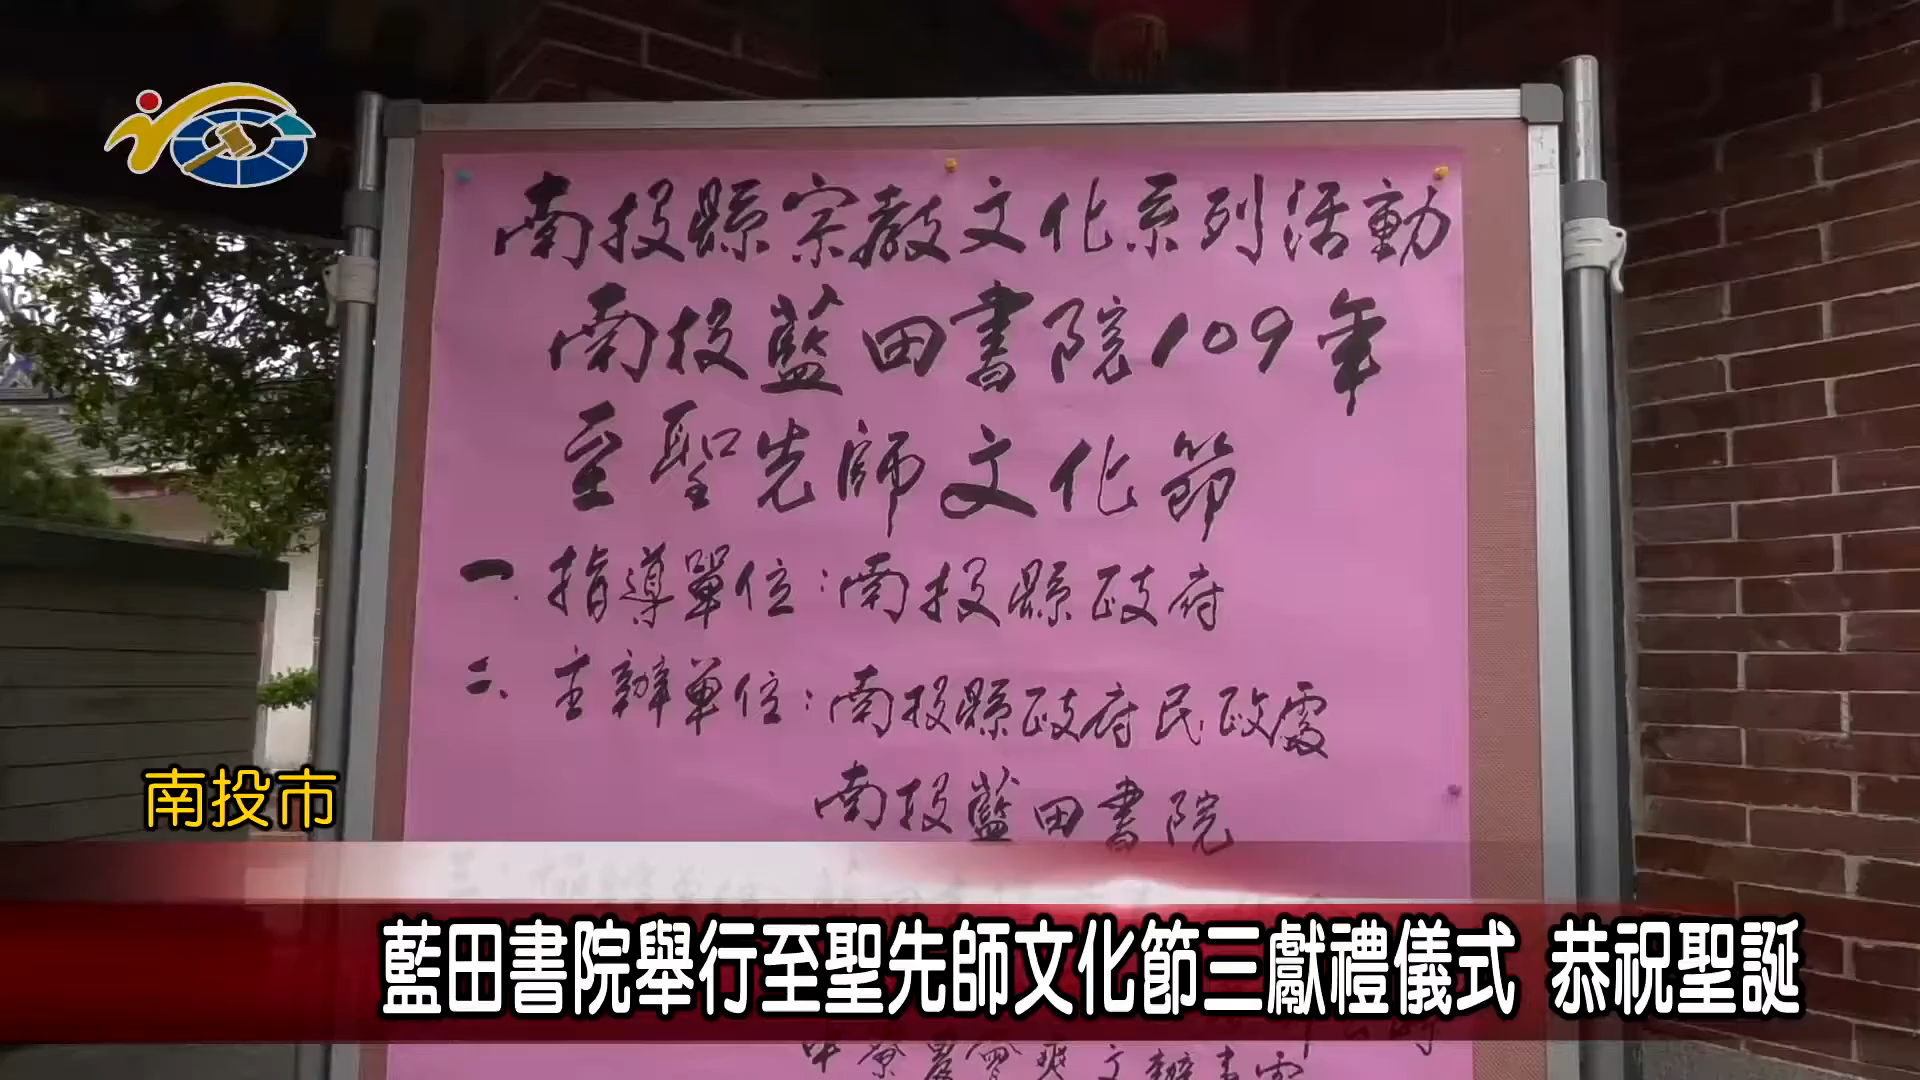 南投縣宗教文化系列活動
南投藍田書院109年
至聖先師文化節
一、指導單位:南投縣政府
二、主辦單位:南投縣政府民政處
南投藍田書院
南投市
藍田書院舉行至聖先師文化節三獻禮儀式 恭祝聖誕